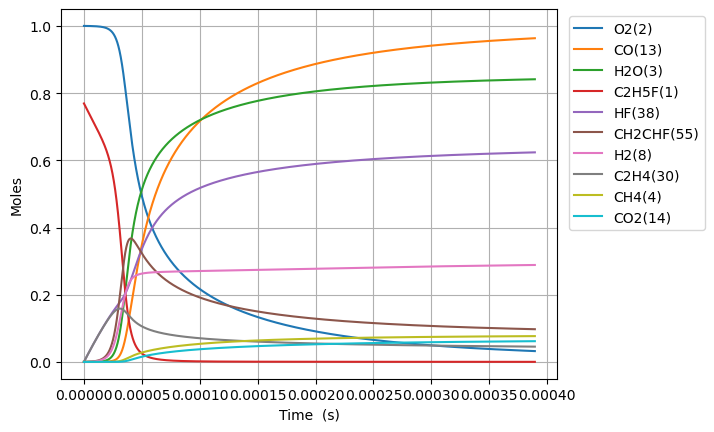 1.0
0.8
0.6
0.4
0.2
0.0
Moles
0.00000 0.00005 0.00010 0.00015 0.00020 0.00025 0.00030 0.00035 0.00040
Time (s)
O2(2)
CO(13)
H2O(3)
C2H5F(1)
HF(38)
CH2CHF(55)
H2(8)
C2H4(30)
CH4(4)
CO2(14)